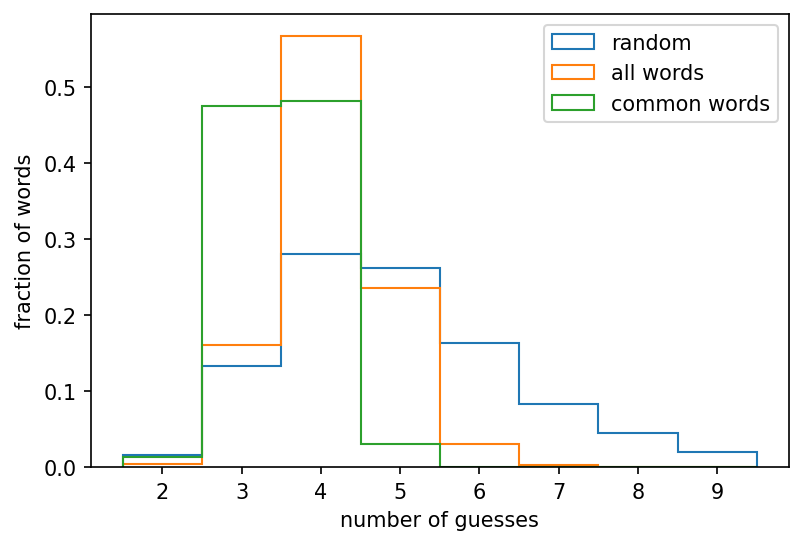 random
all words
common words
0.5
0.4
0.3
0.2
0.1
0.0
fraction of words
2 3 4 5 6 7 8 9
number of guesses